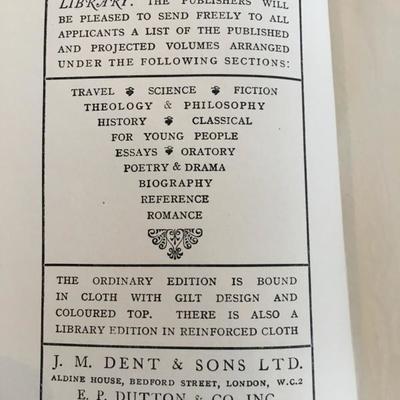 LIBRARY. THE PUBLISHERS WILL
BE PLEASED TO SEND FREELY TO ALL
APPLICANTS A LIST OF THE PUBLISHED
AND PROJECTED VOLUMES ARRANGED
UNDER THE FOLLOWING SECTIONS:
TRAVEL SCIENCE FICTION
THEOLOGY & PHILOSOPHY
HISTORY CLASSICAL
FOR YOUNG PEOPLE
ESSAYS ORATORY
POETRY & DRAMA
BIOGRAPHY
REFERENCE
ROMANCE
THE ORDINARY EDITION IS BOUND
IN CLOTH WITH GILT DESIGN AND
COLOURED TOP. THERE IS ALSO A
LIBRARY EDITION IN REINFORCED CLOTH
J. M. DENT & SONS LTD.
ALDINE HOUSE, BEDFORD STREET, LONDON, W.C.2
E. P. DUTTON & CO. INC.